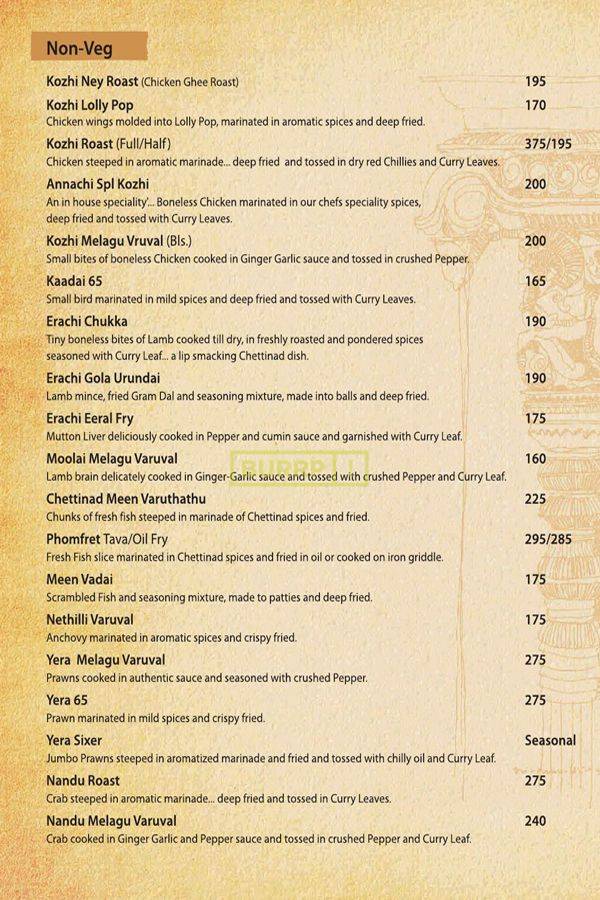 Non-Veg
Kozhi Ney Roast (Chicken Ghee Roast) 195
Kozhi Lolly Pop 170
Chicken wings molded into Lolly Pop, marinated in aromatic spices and deep fried.
Kozhi Roast (Full/Half) 375/195
Chicken steeped in aromatic marinade... deep fried and tossed in dry red Chillies and Curry Leaves.
Annachi Spl Kozhi 200
An in house speciality'... Boneless Chicken marinated in our chefs speciality spices,
deep fried and tossed with Curry Leaves.
Kozhi Melagu Vruval (Bls.) 200
Small bites of boneless Chicken cooked in Ginger Garlic sauce and tossed in crushed Pepper.
Kaadai 65 165
Small bird marinated in mild spices and deep fried and tossed with Curry Leaves.
Erachi Chukka 190
Tiny boneless bites of Lamb cooked till dry, in freshly roasted and pondered spices
seasoned with Curry Leaf... a lip smacking Chettinad dish.
Erachi Gola Urundai 190
Lamb mince, fried Gram Dal and seasoning mixture, made into balls and deep fried.
Erachi Eeral Fry 175
Mutton Liver deliciously cooked in Pepper and cumin sauce and garnished with Curry Leaf.
Moolai Melagu Varuval 160
BURRP
Lamb brain delicately cooked in Ginger-Garlic sauce and tossed with crushed Pepper and Curry Leaf.
Chettinad Meen Varuthathu 225
Chunks of fresh fish steeped in marinade of Chettinad spices and fried.
Phomfret Tava/Oil Fry 295/285
Fresh Fish slice marinated in Chettinad spices and fried in oil or cooked on iron griddle.
Meen Vadai 175
Scrambled Fish and seasoning mixture, made to patties and deep fried.
Nethilli Varuval 175
Anchovy marinated in aromatic spices and crispy fried.
Yera Melagu Varuval 275
Prawns cooked in authentic sauce and seasoned with crushed Pepper.
Yera 65 275
Prawn marinated in mild spices and crispy fried.
Yera Sixer Seasonal
Jumbo Prawns steeped in aromatized marinade and fried and tossed with chilly oil and Curry Leaf.
Nandu Roast 275
Crab steeped in aromatic marinade... deep fried and tossed in Curry Leaves.
Nandu Melagu Varuval 240
Crab cooked in Ginger Garlic and Pepper sauce and tossed in crushed Pepper and Curry Leaf.